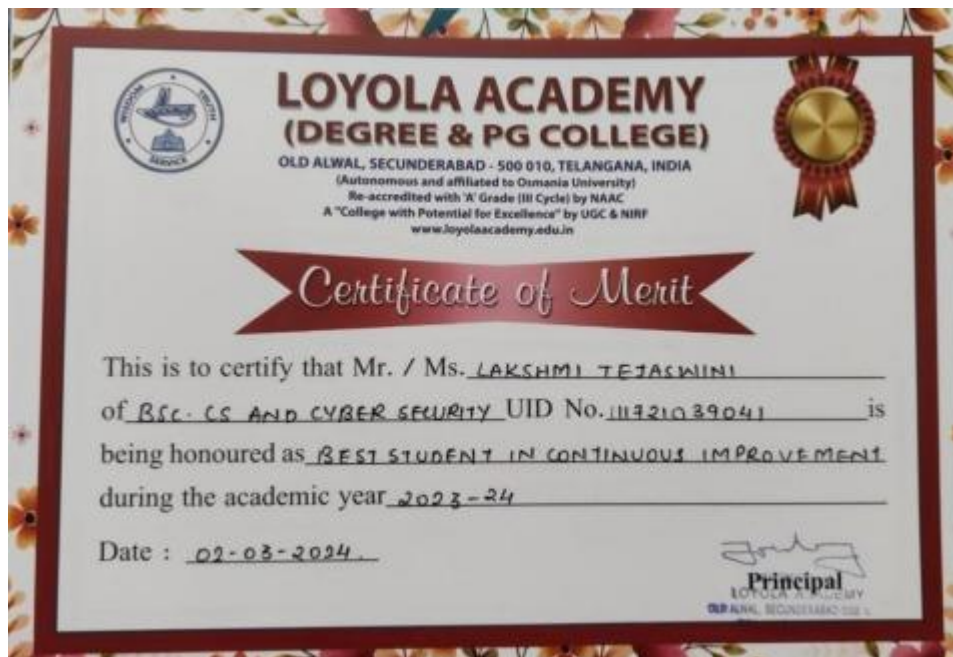 WISDOM TRUTH
SERVICE
LOYOLA ACADEMY
(DEGREE & PG COLLEGE)
OLD ALWAL, SECUNDERABAD - 500 010, TELANGANA, INDIA
(Autonomous and affiliated to Osmania University)
Re-accredited with 'A' Grade (III Cycle) by NAAC
A "College with Potential for Excellence" by UGC & NIRF
www.loyolaacademy.edu.in
Certificate of Merit
This is to certify that Mr. / Ms. LAKSHMI TEJASWINI
of BSC. CS AND CYBER SECURITY UID No. 111721039041 is
being honoured as BEST STUDENT IN CONTINUOUS IMPROVEMENT
during the academic year 2023-24
Date : 02-03-2024.
Principal
LOYOLA ACADEMY
OLD ALWAL, SECUNDERABAD